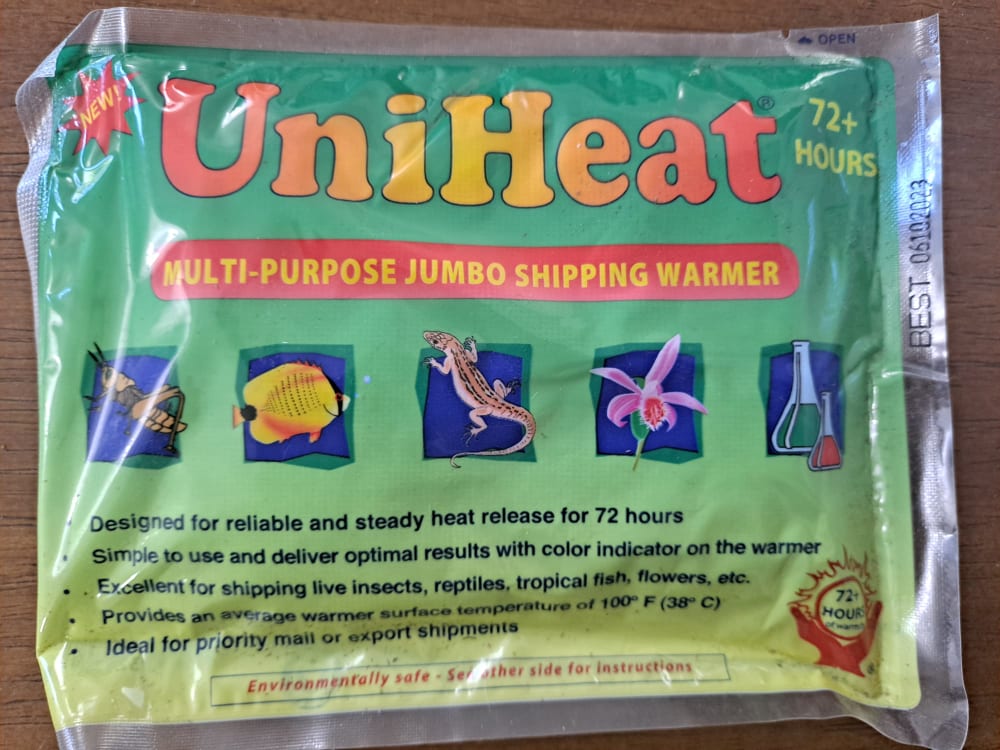 OPEN
NEW!
UniHeat®
72+
HOURS
MULTI-PURPOSE JUMBO SHIPPING WARMER
BEST 06102023
• Designed for reliable and steady heat release for 72 hours
• Simple to use and deliver optimal results with color indicator on the warmer
• Excellent for shipping live insects, reptiles, tropical fish, flowers, etc.
• Provides an average warmer surface temperature of 100° F (38° C)
• Ideal for priority mail or export shipments
72+
HOURS
of warmth
Environmentally safe - See other side for instructions